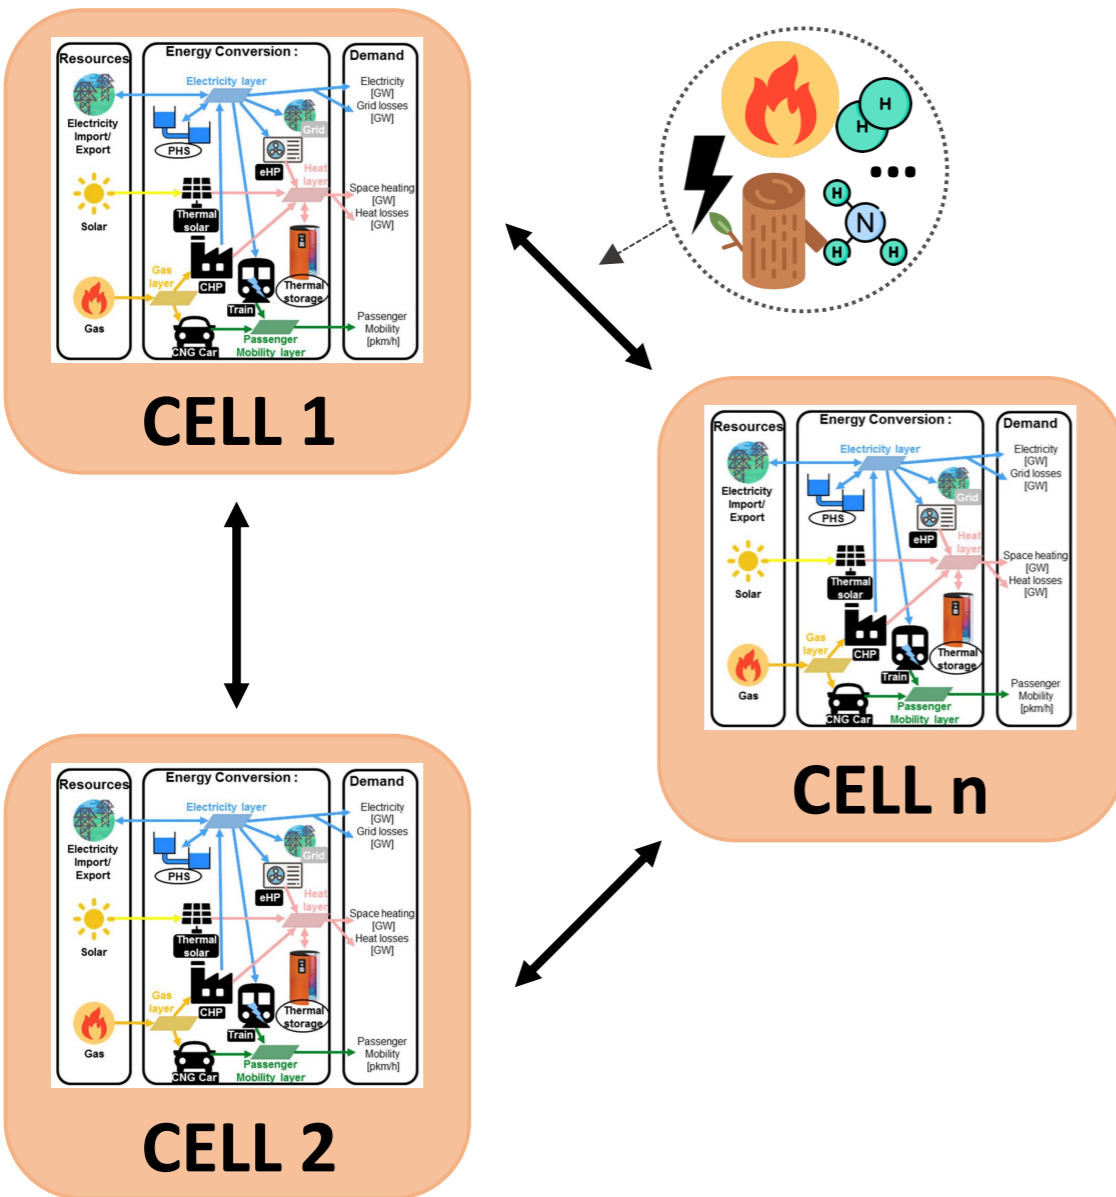 Resources
Energy Conversion :
Demand
Electricity layer
Electricity
[GW]
Grid losses
[GW]
Electricity
Import/
Export
PHS
Grid
eHP
Heat
layer
Space heating
[GW]
Heat losses
[GW]
Solar
Thermal
solar
Gas
layer
CHP
Thermal
storage
Train
Gas
CNG Car
Passenger
Mobility layer
Passenger
Mobility
[pkm/h]
CELL 1
H
H
...
H
N
H
H
Resources
Energy Conversion :
Demand
Electricity layer
Electricity
[GW]
Grid losses
[GW]
Electricity
Import/
Export
PHS
Grid
eHP
Heat
layer
Space heating
[GW]
Heat losses
[GW]
Solar
Thermal
solar
Gas
layer
CHP
Thermal
storage
Train
Gas
CNG Car
Passenger
Mobility layer
Passenger
Mobility
[pkm/h]
CELL n
Resources
Energy Conversion :
Demand
Electricity layer
Electricity
[GW]
Grid losses
[GW]
Electricity
Import/
Export
PHS
Grid
eHP
Heat
layer
Space heating
[GW]
Heat losses
[GW]
Solar
Thermal
solar
Gas
layer
CHP
Thermal
storage
Train
Gas
CNG Car
Passenger
Mobility layer
Passenger
Mobility
[pkm/h]
CELL 2